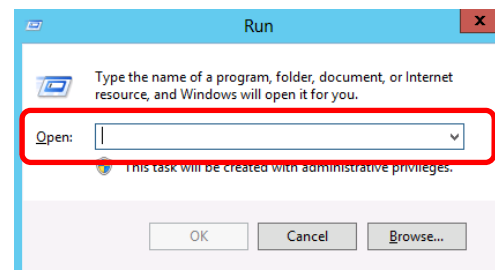 Run
x
Type the name of a program, folder, document, or Internet
resource, and Windows will open it for you.
Open:
This task will be created with administrative privileges.
OK Cancel Browse...